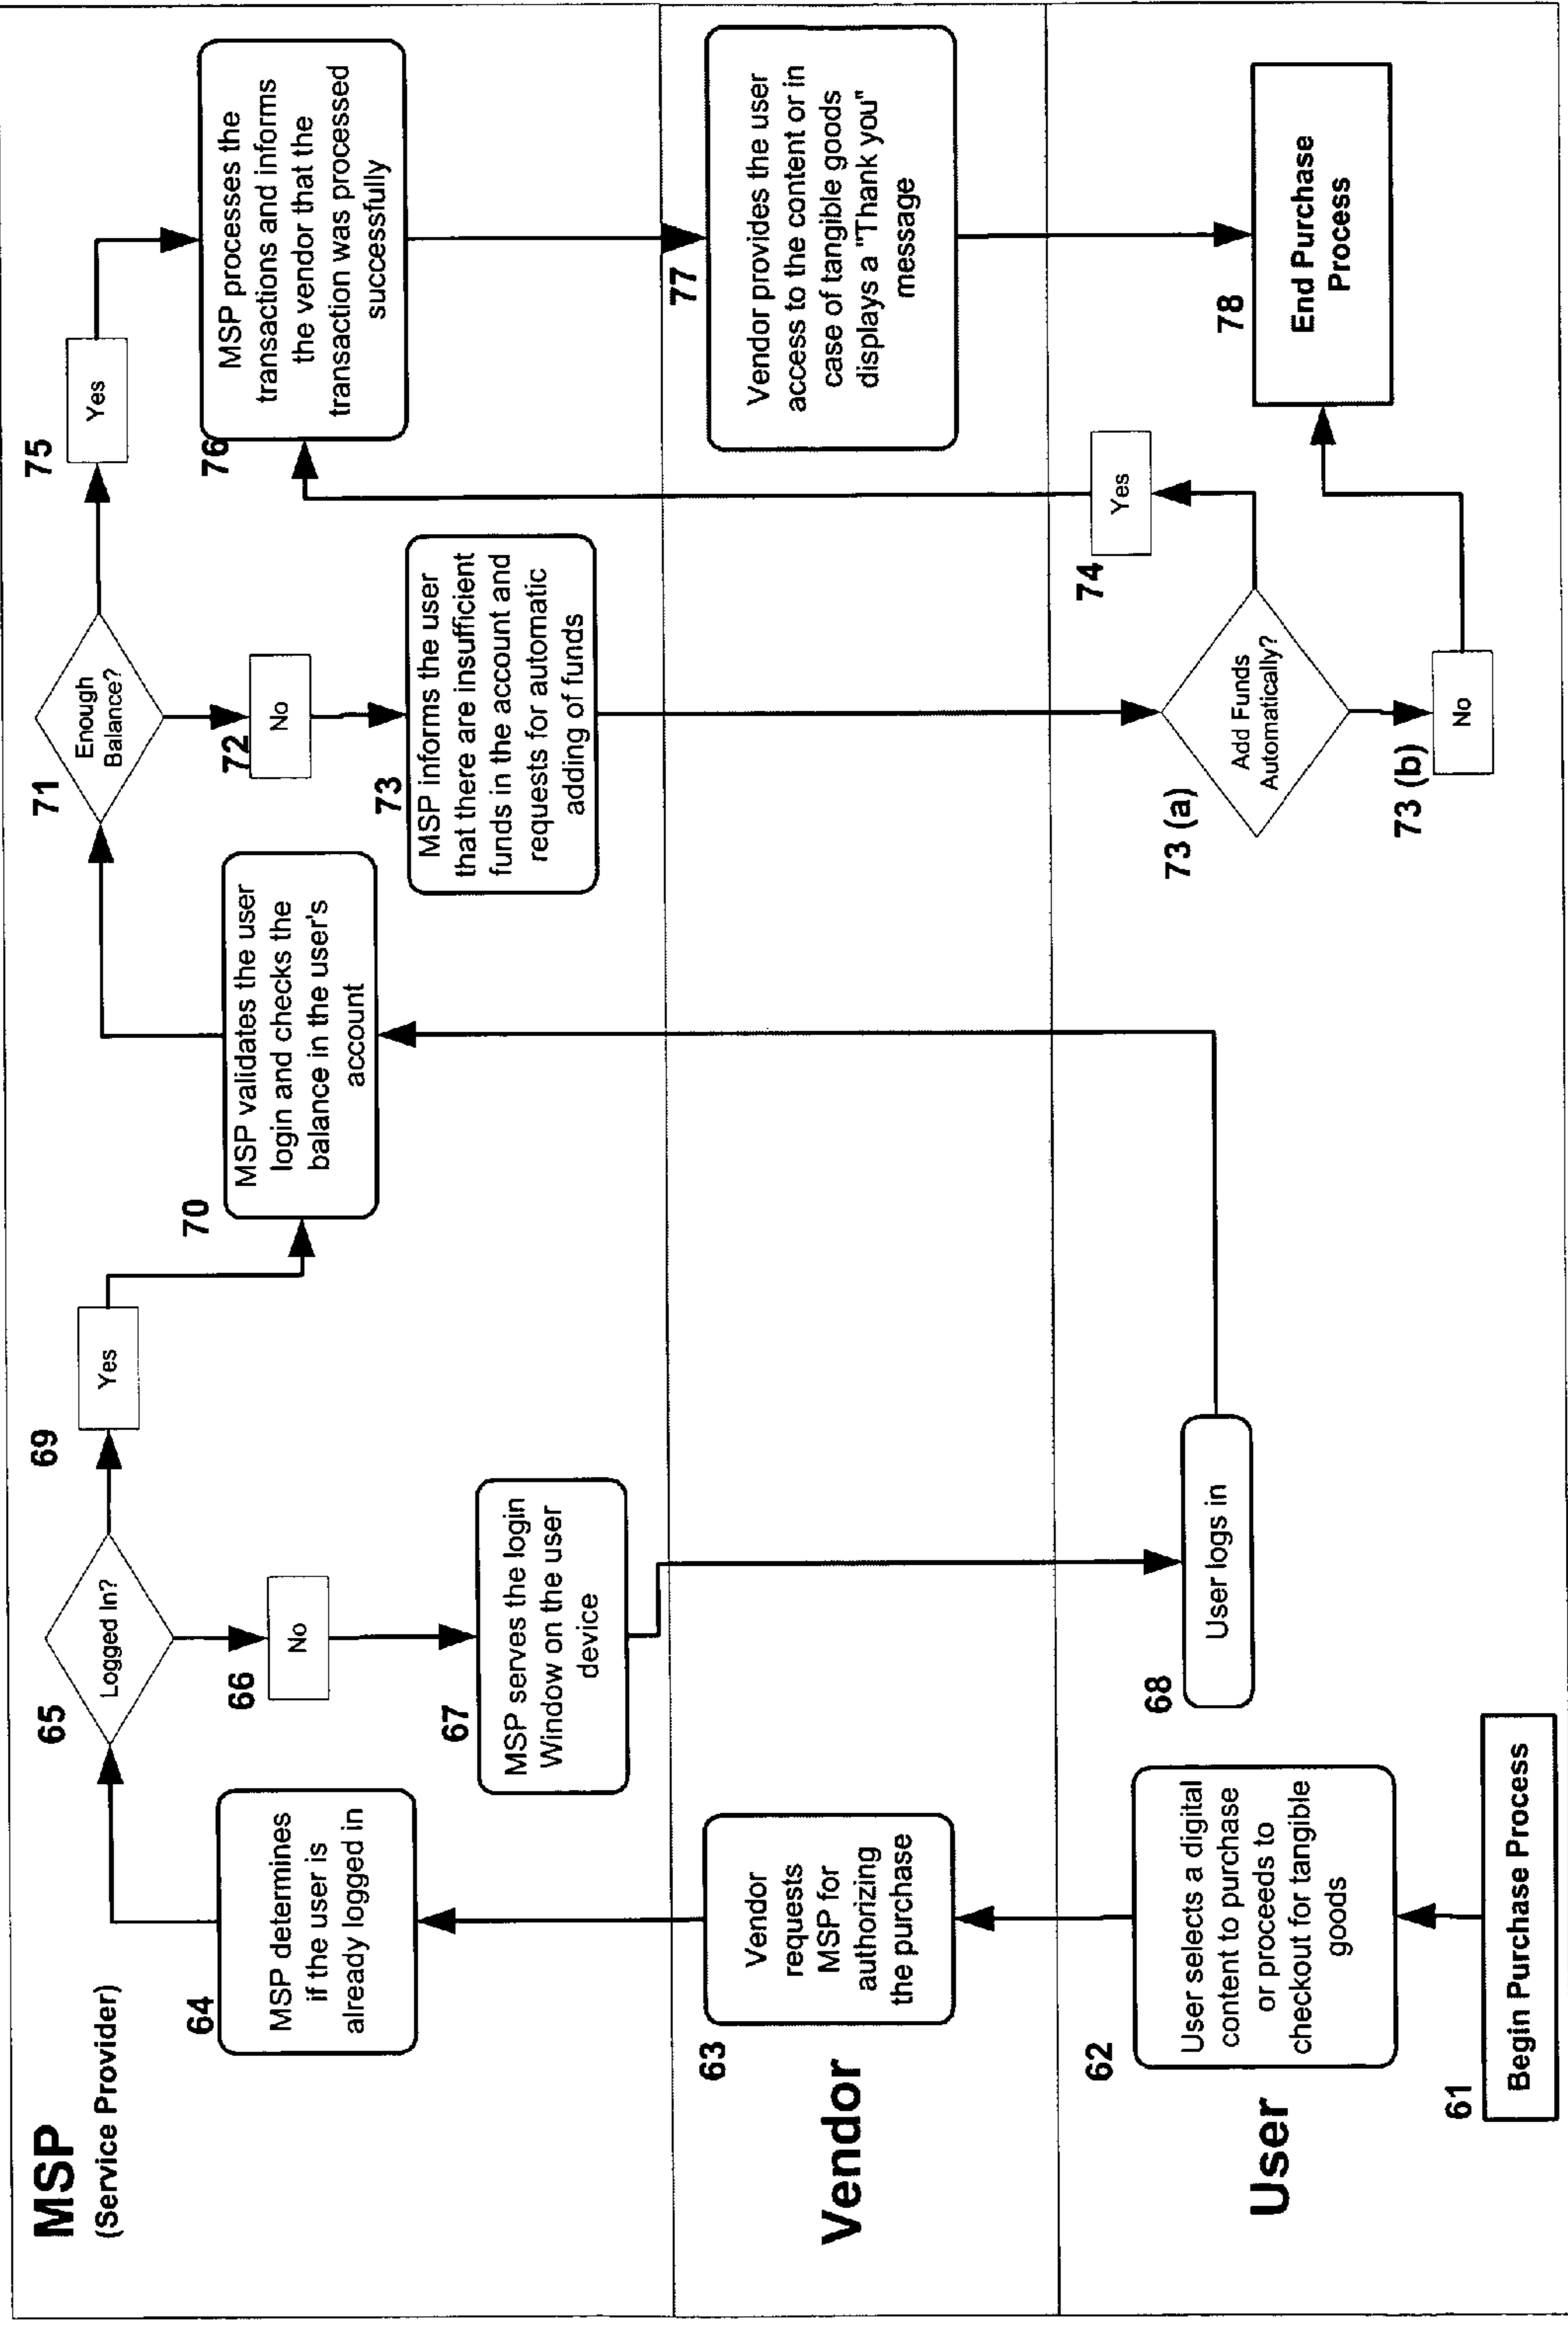 MSP
(Service Provider)
64
MSP determines
if the user is
already logged in
65
Logged In?
66
No
67
MSP serves the login
Window on the user
device
69
Yes
70
MSP validates the user
login and checks the
balance in the user's
account
71
Enough
Balance?
72
No
73
MSP informs the user
that there are insufficient
funds in the account and
requests for automatic
adding of funds
75
Yes
76
MSP processes the
transactions and informs
the vendor that the
transaction was processed
successfully
Vendor
63
Vendor
requests
MSP for
authorizing
the purchase
77
Vendor provides the user
access to the content or in
case of tangible goods
displays a "Thank you"
message
User
61
Begin Purchase Process
62
User selects a digital
content to purchase
or proceeds to
checkout for tangible
goods
68
User logs in
73 (a)
Add Funds
Automatically?
73 (b)
No
74
Yes
78
End Purchase
Process